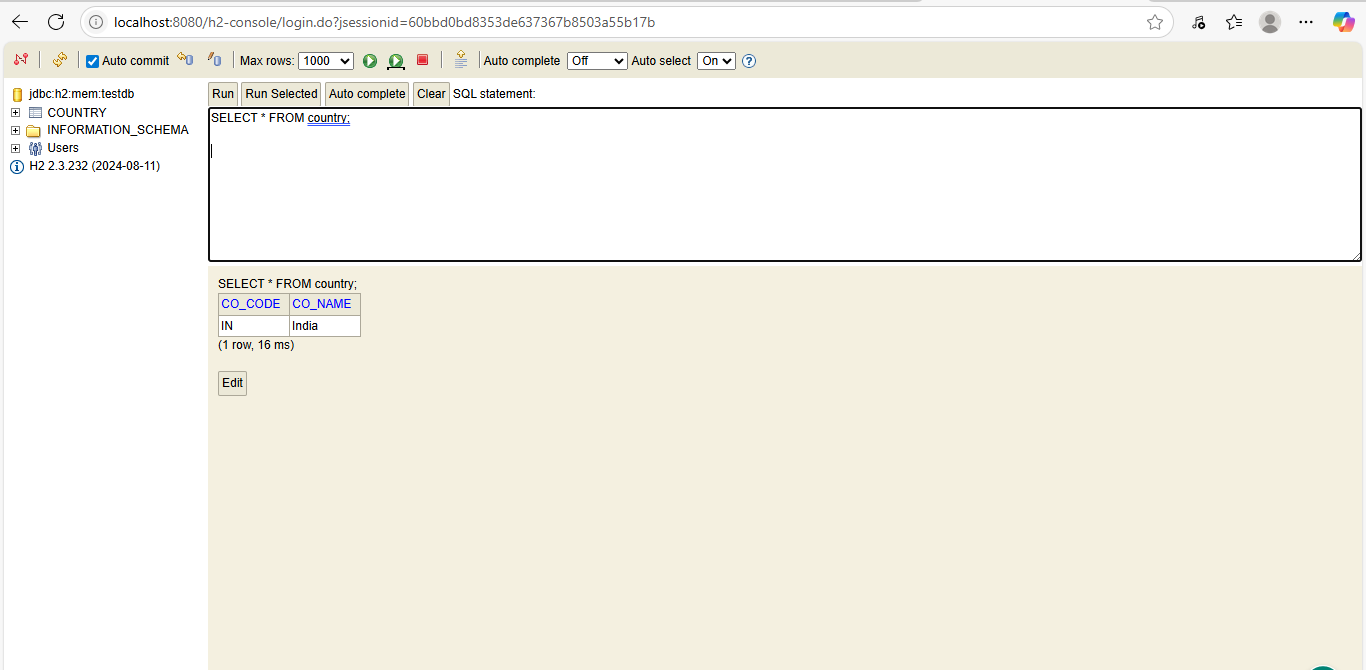 localhost:8080/h2-console/login.do?jsessionid=60bbd0bd8353de637367b8503a55b17b
Auto commit Max rows: 1000 Auto complete Off Auto select On ?
jdbc:h2:mem:testdb
COUNTRY
INFORMATION_SCHEMA
Users
H2 2.3.232 (2024-08-11)
Run Run Selected Auto complete Clear SQL statement:
SELECT * FROM country;
SELECT * FROM country;
CO_CODE CO_NAME
IN India
(1 row, 16 ms)
Edit